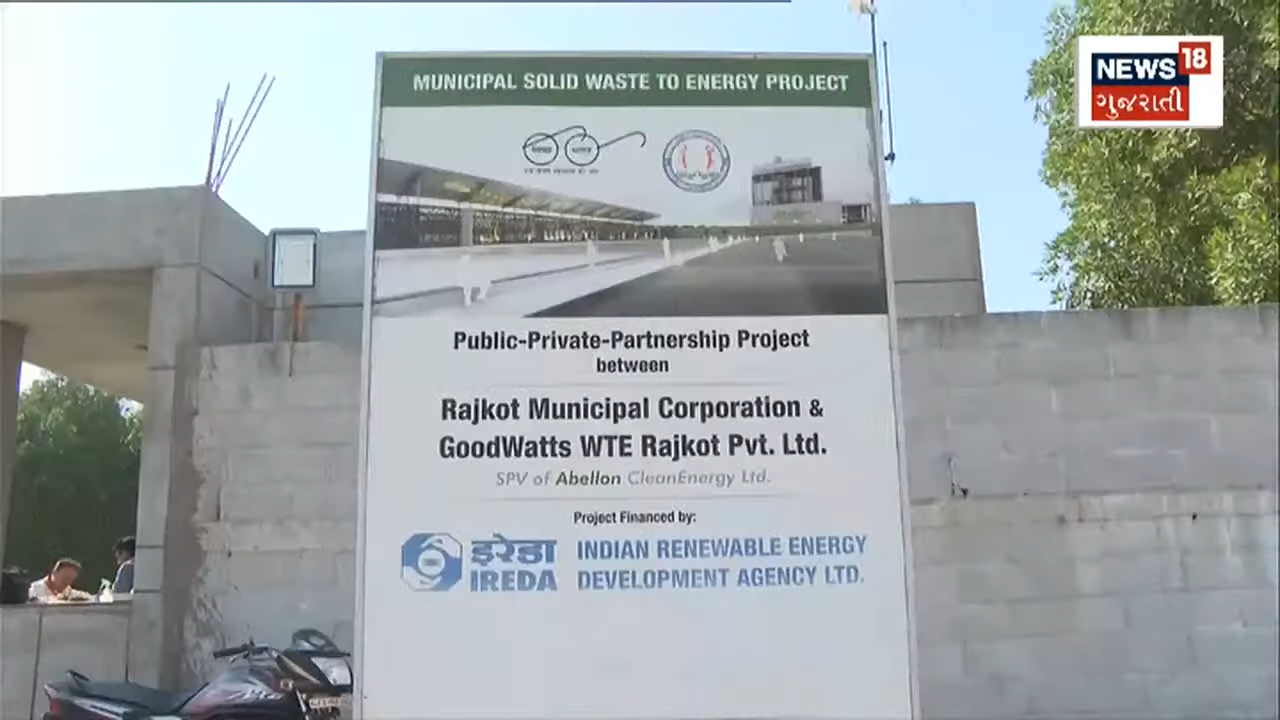 NEWS 18
ગુજરાતી
MUNICIPAL SOLID WASTE TO ENERGY PROJECT
Public-Private-Partnership Project
between
Rajkot Municipal Corporation &
GoodWatts WTE Rajkot Pvt. Ltd.
SPV of Abellon CleanEnergy Ltd.
Project Financed by:
इरेडा
IREDA
INDIAN RENEWABLE ENERGY
DEVELOPMENT AGENCY LTD.